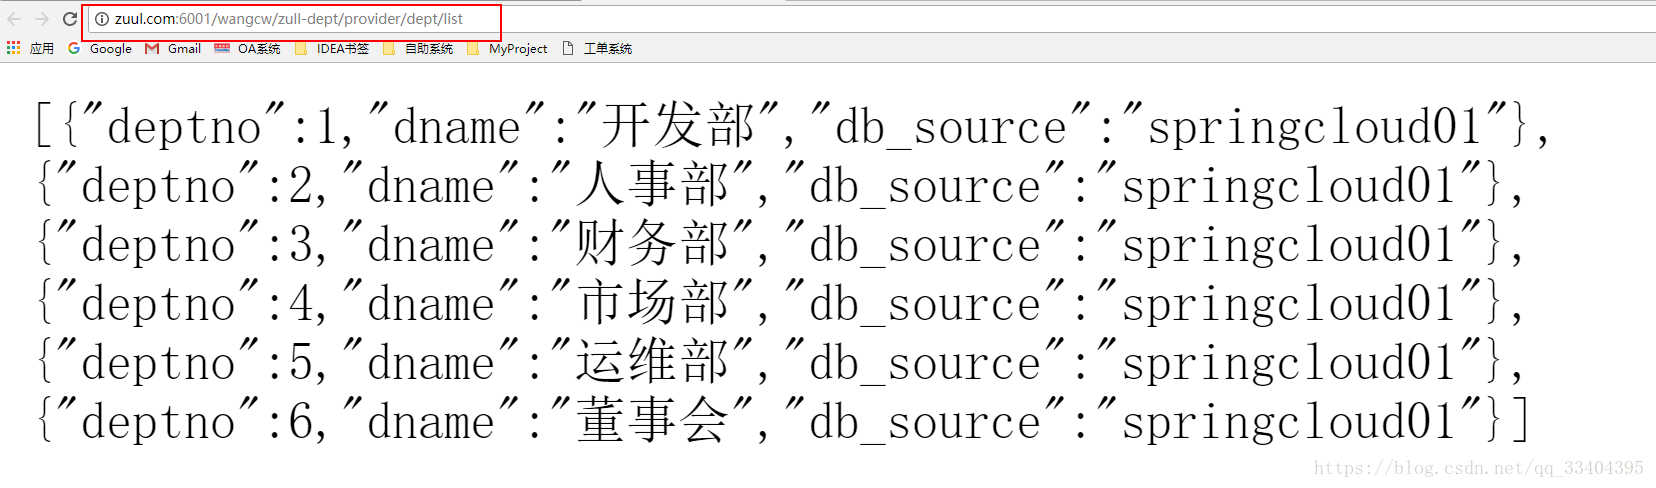 zuul.com:6001/wangcw/zull-dept/provider/dept/list
应用 Google Gmail OA系统 IDEA书签 自助系统 MyProject 工单系统
[{"deptno":1,"dname":"开发部","db_source":"springcloud01"},
{"deptno":2,"dname":"人事部","db_source":"springcloud01"},
{"deptno":3,"dname":"财务部","db_source":"springcloud01"},
{"deptno":4,"dname":"市场部","db_source":"springcloud01"},
{"deptno":5,"dname":"运维部","db_source":"springcloud01"},
{"deptno":6,"dname":"董事会","db_source":"springcloud01"}]
https://blog.csdn.net/qq_33404395